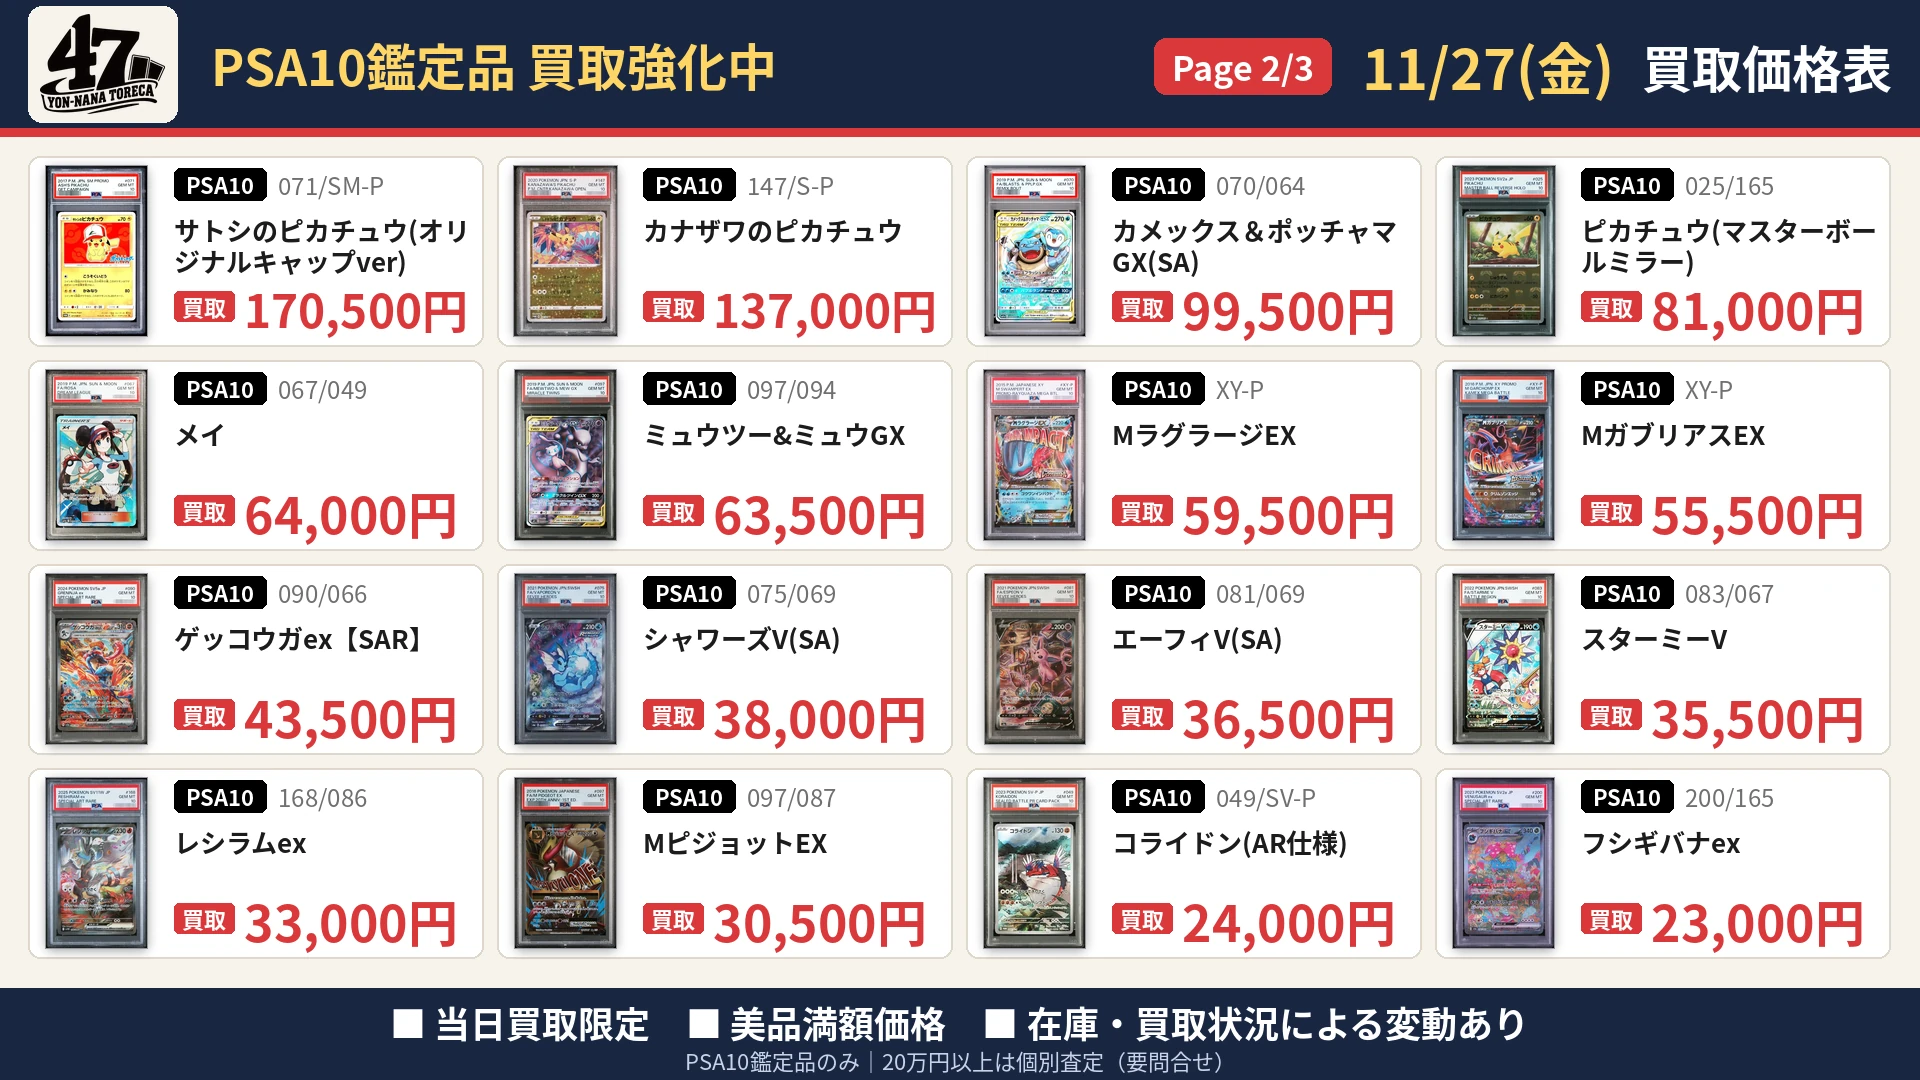 47
YON-NANA TORECA
PSA10鑑定品 買取強化中
Page 2/3
11/27(金) 買取価格表
PSA10 071/SM-P
サトシのピカチュウ(オリ
ジナルキャップver)
買取 170,500円
PSA10 147/S-P
カナザワのピカチュウ
買取 137,000円
PSA10 070/064
カメックス＆ポッチャマ
GX(SA)
買取 99,500円
PSA10 025/165
ピカチュウ(マスターボー
ルミラー)
買取 81,000円
PSA10 067/049
メイ
買取 64,000円
PSA10 097/094
ミュウツー&ミュウGX
買取 63,500円
PSA10 XY-P
MラグラージEX
買取 59,500円
PSA10 XY-P
MガブリアスEX
買取 55,500円
PSA10 090/066
ゲッコウガex【SAR】
買取 43,500円
PSA10 075/069
シャワーズV(SA)
買取 38,000円
PSA10 081/069
エーフィV(SA)
買取 36,500円
PSA10 083/067
スターミーV
買取 35,500円
PSA10 168/086
レシラムex
買取 33,000円
PSA10 097/087
MピジョットEX
買取 30,500円
PSA10 049/SV-P
コライドン(AR仕様)
買取 24,000円
PSA10 200/165
フシギバナex
買取 23,000円
■ 当日買取限定 ■ 美品満額価格 ■ 在庫・買取状況による変動あり
PSA10鑑定品のみ｜20万円以上は個別査定（要問合せ）